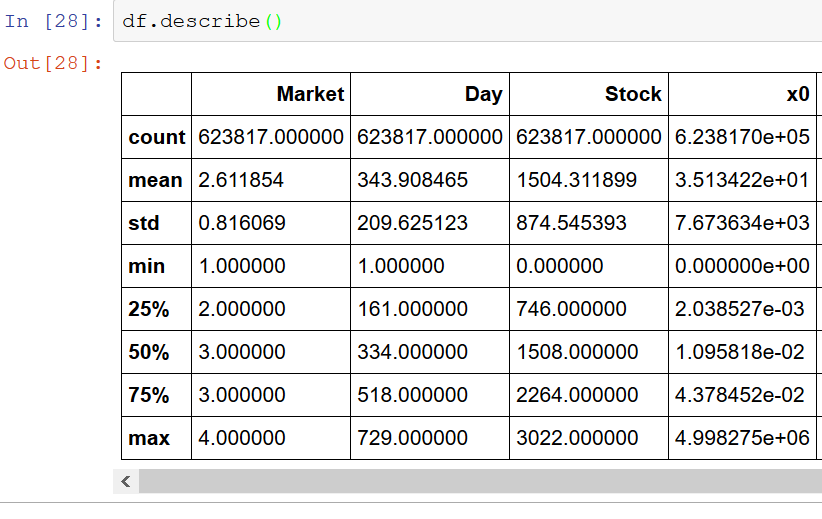 In [28]: df.describe()
Out[28]:
Market Day Stock x0
count 623817.000000 623817.000000 623817.000000 6.238170e+05
mean 2.611854 343.908465 1504.311899 3.513422e+01
std 0.816069 209.625123 874.545393 7.673634e+03
min 1.000000 1.000000 0.000000 0.000000e+00
25% 2.000000 161.000000 746.000000 2.038527e-03
50% 3.000000 334.000000 1508.000000 1.095818e-02
75% 3.000000 518.000000 2264.000000 4.378452e-02
max 4.000000 729.000000 3022.000000 4.998275e+06